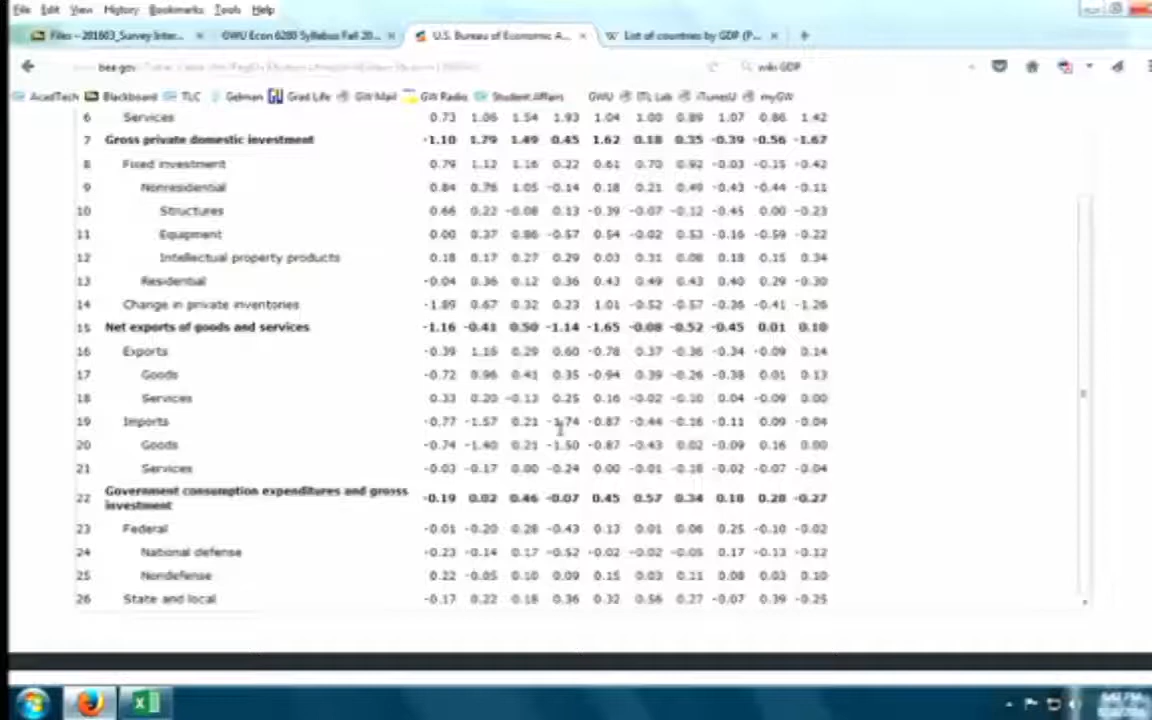 File Edit View History Bookmarks Tools Help
Files - 201603_Survey Inter... × GWU Econ 6280 Syllabus Fall 20... × U.S. Bureau of Economic A... × W List of countries by GDP (P... × +
bea.gov wiki GDP
AcadTech Blackboard TLC Gelman Grad Life GW Mail GW Radio Student Affairs GWU ITL Lab iTunesU myGW
6 Services 0.73 1.06 1.54 1.93 1.04 1.00 0.89 1.07 0.86 1.42
7 Gross private domestic investment -1.10 1.79 1.49 0.45 1.62 0.18 0.35 -0.39 -0.56 -1.67
8 Fixed investment 0.79 1.12 1.16 0.22 0.61 0.70 0.92 -0.03 -0.15 -0.42
9 Nonresidential 0.84 0.76 1.05 -0.14 0.18 0.21 0.49 -0.43 -0.44 -0.11
10 Structures 0.66 0.22 -0.08 0.13 -0.39 -0.07 -0.12 -0.45 0.00 -0.23
11 Equipment 0.00 0.37 0.86 -0.57 0.54 -0.02 0.53 -0.16 -0.59 -0.22
12 Intellectual property products 0.18 0.17 0.27 0.29 0.03 0.31 0.08 0.18 0.15 0.34
13 Residential -0.04 0.36 0.12 0.36 0.43 0.49 0.43 0.40 0.29 -0.30
14 Change in private inventories -1.89 0.67 0.32 0.23 1.01 -0.52 -0.57 -0.36 -0.41 -1.26
15 Net exports of goods and services -1.16 -0.41 0.50 -1.14 -1.65 -0.08 -0.52 -0.45 0.01 0.10
16 Exports -0.39 1.16 0.29 0.60 -0.78 0.37 -0.36 -0.34 -0.09 0.14
17 Goods -0.72 0.96 0.41 0.35 -0.94 0.39 -0.26 -0.38 0.01 0.13
18 Services 0.33 0.20 -0.13 0.25 0.16 -0.02 -0.10 0.04 -0.09 0.00
19 Imports -0.77 -1.57 0.21 -1.74 -0.87 -0.44 -0.16 -0.11 0.09 -0.04
20 Goods -0.74 -1.40 0.21 -1.50 -0.87 -0.43 0.02 -0.09 0.16 0.00
21 Services -0.03 -0.17 0.00 -0.24 0.00 -0.01 -0.18 -0.02 -0.07 -0.04
22 Government consumption expenditures and gross -0.19 0.02 0.46 -0.07 0.45 0.57 0.34 0.18 0.28 -0.27
investment
23 Federal -0.01 -0.20 0.28 -0.43 0.13 0.01 0.06 0.25 -0.10 -0.02
24 National defense -0.23 -0.14 0.17 -0.52 -0.02 -0.02 -0.05 0.17 -0.13 -0.12
25 Nondefense 0.22 -0.05 0.10 0.09 0.15 0.03 0.11 0.08 0.03 0.10
26 State and local -0.17 0.22 0.18 0.36 0.32 0.56 0.27 -0.07 0.39 -0.25